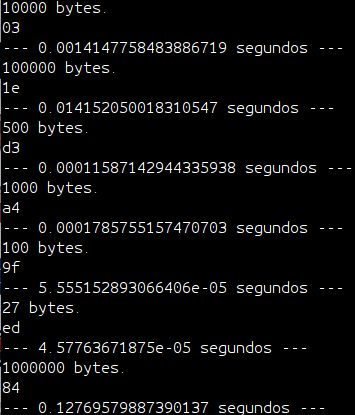 10000 bytes.
03
--- 0.0014147758483886719 segundos ---
100000 bytes.
1e
--- 0.014152050018310547 segundos ---
500 bytes.
d3
--- 0.00011587142944335938 segundos ---
1000 bytes.
a4
--- 0.0001785755157470703 segundos ---
100 bytes.
9f
--- 5.555152893066406e-05 segundos ---
27 bytes.
ed
--- 4.57763671875e-05 segundos ---
1000000 bytes.
84
--- 0.12769579887390137 segundos ---